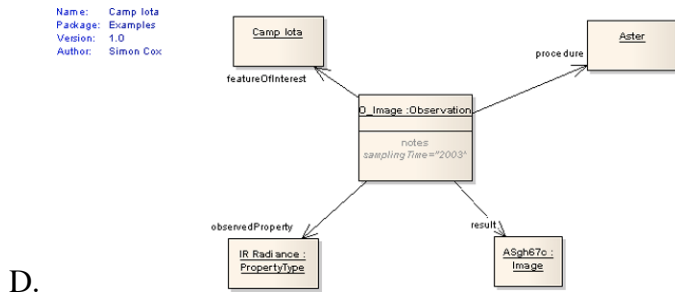 Name: Camp Iota
Package: Examples
Version: 1.0
Author: Simon Cox
Camp Iota
Aster
procedure
featureOfInterest
O_Image :Observation
notes
samplingTime="2003"
observedProperty
result
IR Radiance :
PropertyType
ASgh67c :
Image
D.